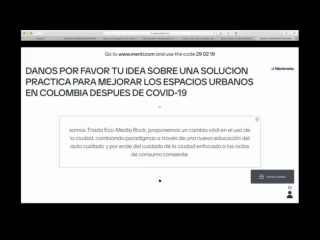 Go to www.menti.com and use the code 29 02 19
DANOS POR FAVOR TU IDEA SOBRE UNA SOLUCION
PRACTICA PARA MEJORAR LOS ESPACIOS URBANOS
EN COLOMBIA DESPUES DE COVID-19
Mentimeter
somos Triada Eco-Media Rock, proponemos un cambio vital en el uso de
la ciudad, cambiando paradigmas a través de una nueva educación del
auto cuidado y por ende del cuidado de la ciudad enfocada a los ciclos
de consumo consente.